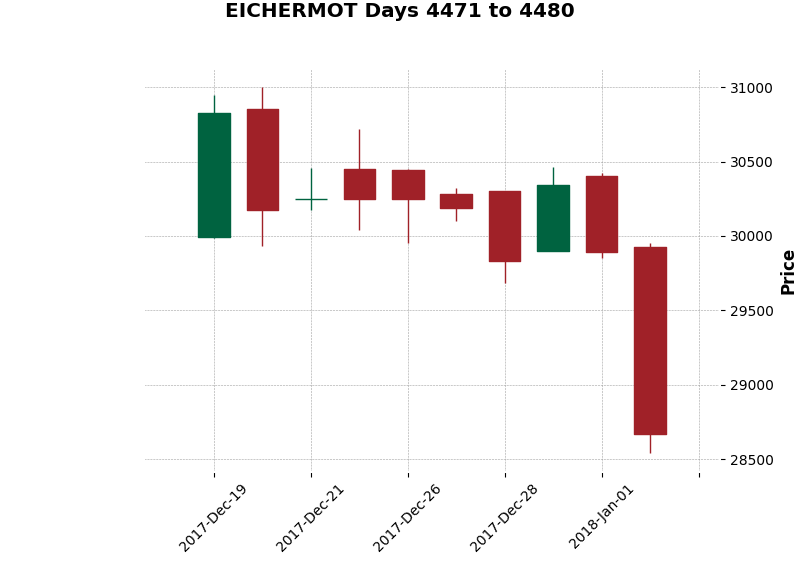 EICHERMOT Days 4471 to 4480
31000
30500
30000
29500
29000
28500
Price
2017-Dec-19
2017-Dec-21
2017-Dec-26
2017-Dec-28
2018-Jan-01